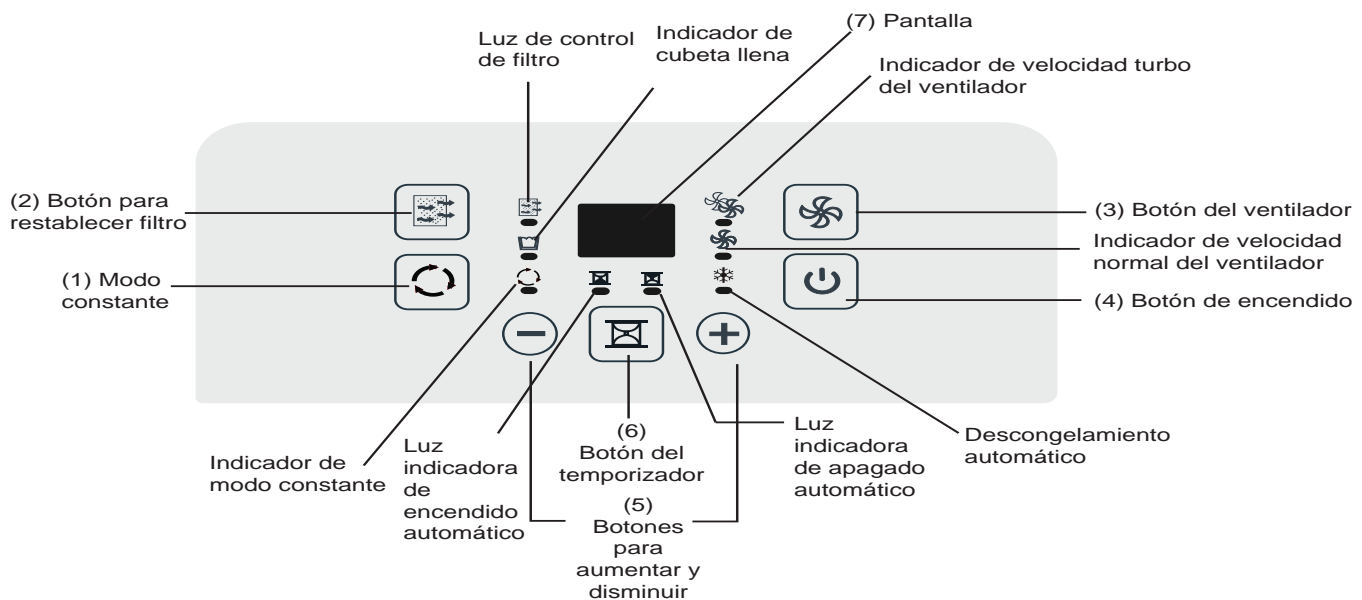 (7) Pantalla
Luz de control
de filtro
Indicador de
cubeta llena
Indicador de velocidad turbo
del ventilador
(2) Botón para
restablecer filtro
(3) Botón del ventilador
Indicador de velocidad
normal del ventilador
(1) Modo
constante
(4) Botón de encendido
Indicador de
modo constante
Luz
indicadora
de
encendido
automático
(6)
Botón del
temporizador
(5)
Botones
para
aumentar y
disminuir
Luz
indicadora
de apagado
automático
Descongelamiento
automático